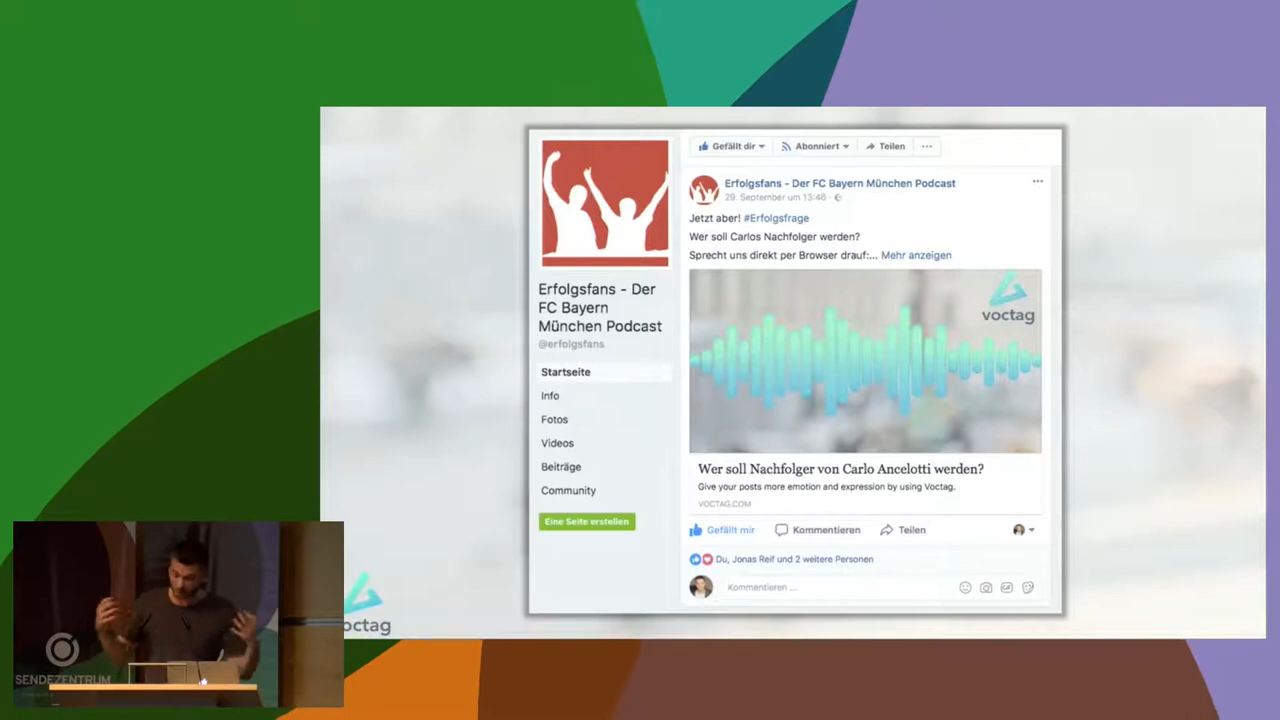 Gefällt dir
Abonniert
Teilen
Erfolgsfans - Der FC Bayern München Podcast
29. September um 13:46
Jetzt aber! #Erfolgsfrage
Wer soll Carlos Nachfolger werden?
Sprecht uns direkt per Browser drauf:... Mehr anzeigen
voctag
Wer soll Nachfolger von Carlo Ancelotti werden?
Give your posts more emotion and expression by using Voctag.
VOCTAG.COM
Gefällt mir
Kommentieren
Teilen
Du, Jonas Reif und 2 weitere Personen
Kommentieren ...
GIF
Erfolgsfans - Der
FC Bayern
München Podcast
@erfolgsfans
Startseite
Info
Fotos
Videos
Beiträge
Community
Eine Seite erstellen
octag
SENDEZENTRUM